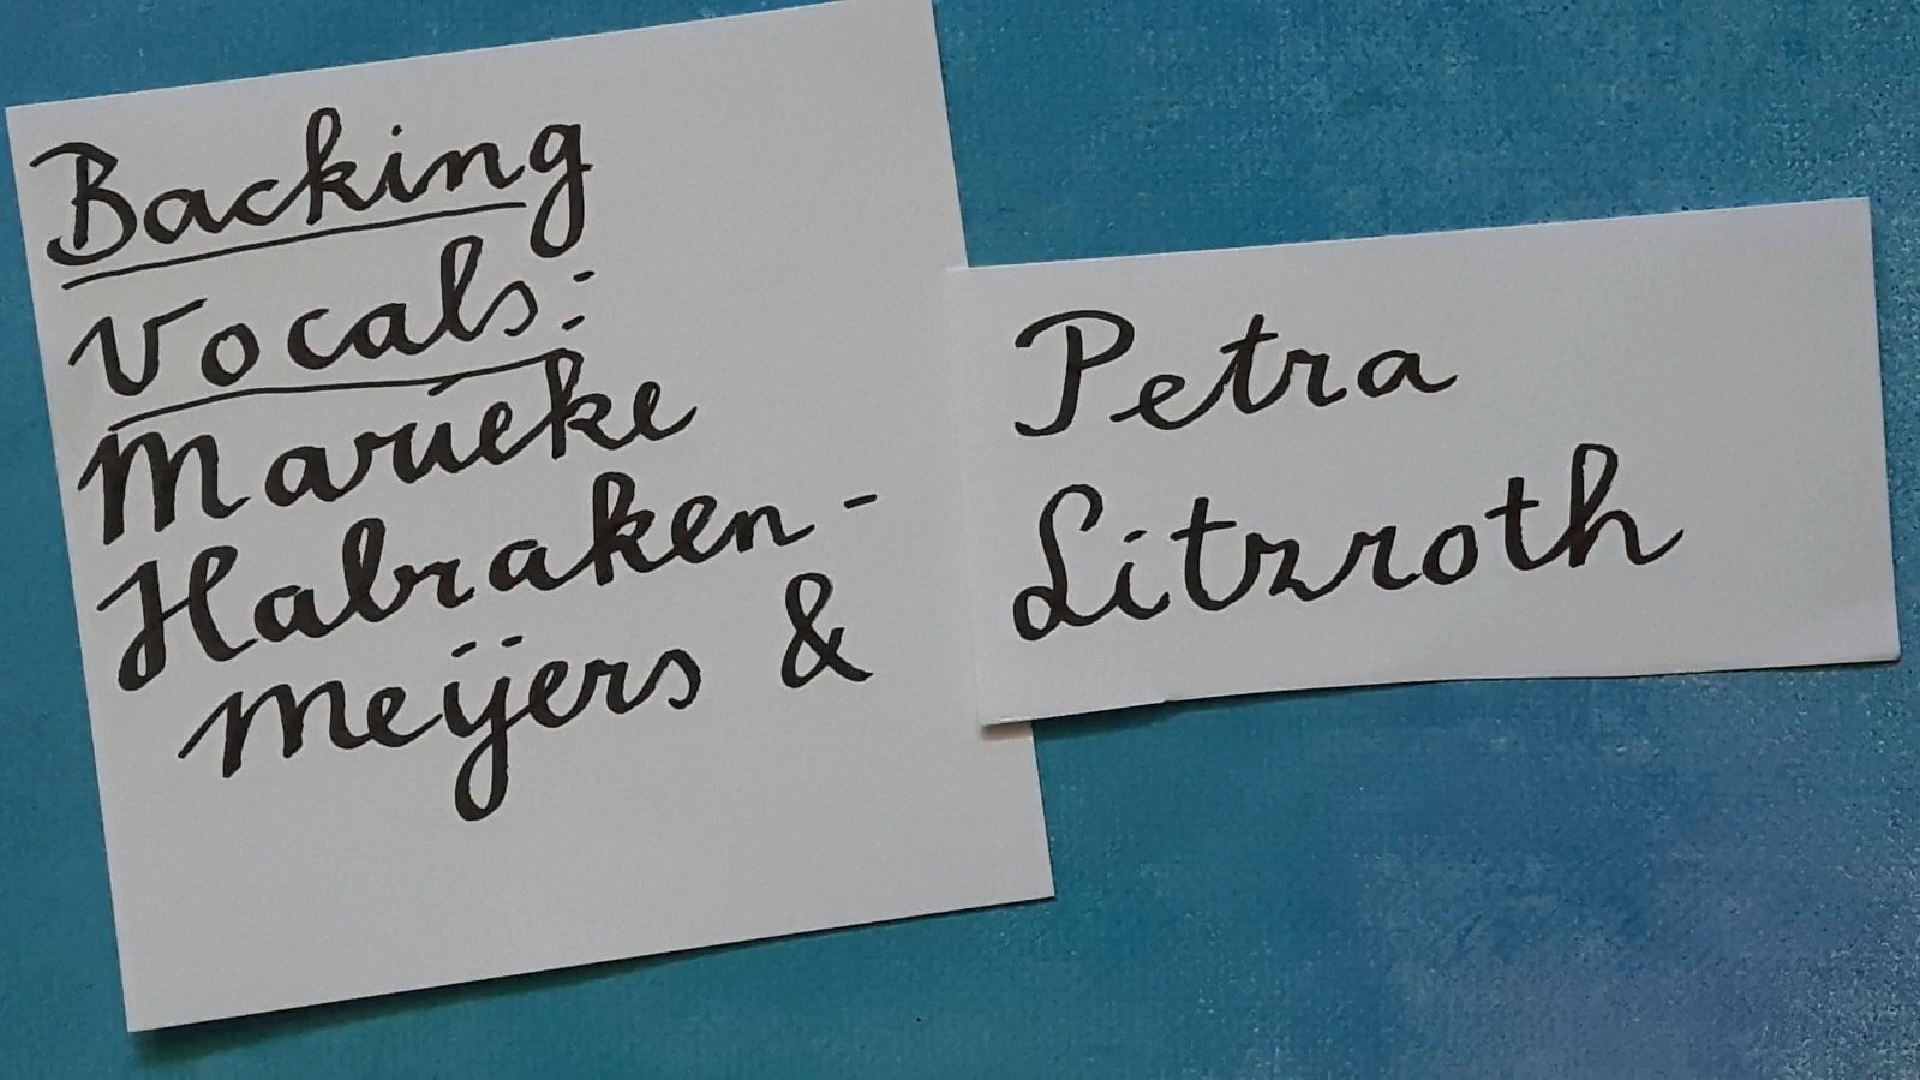 Backing
Vocals:
Marieke
Habraken-
Meijers &
Petra
Litzroth